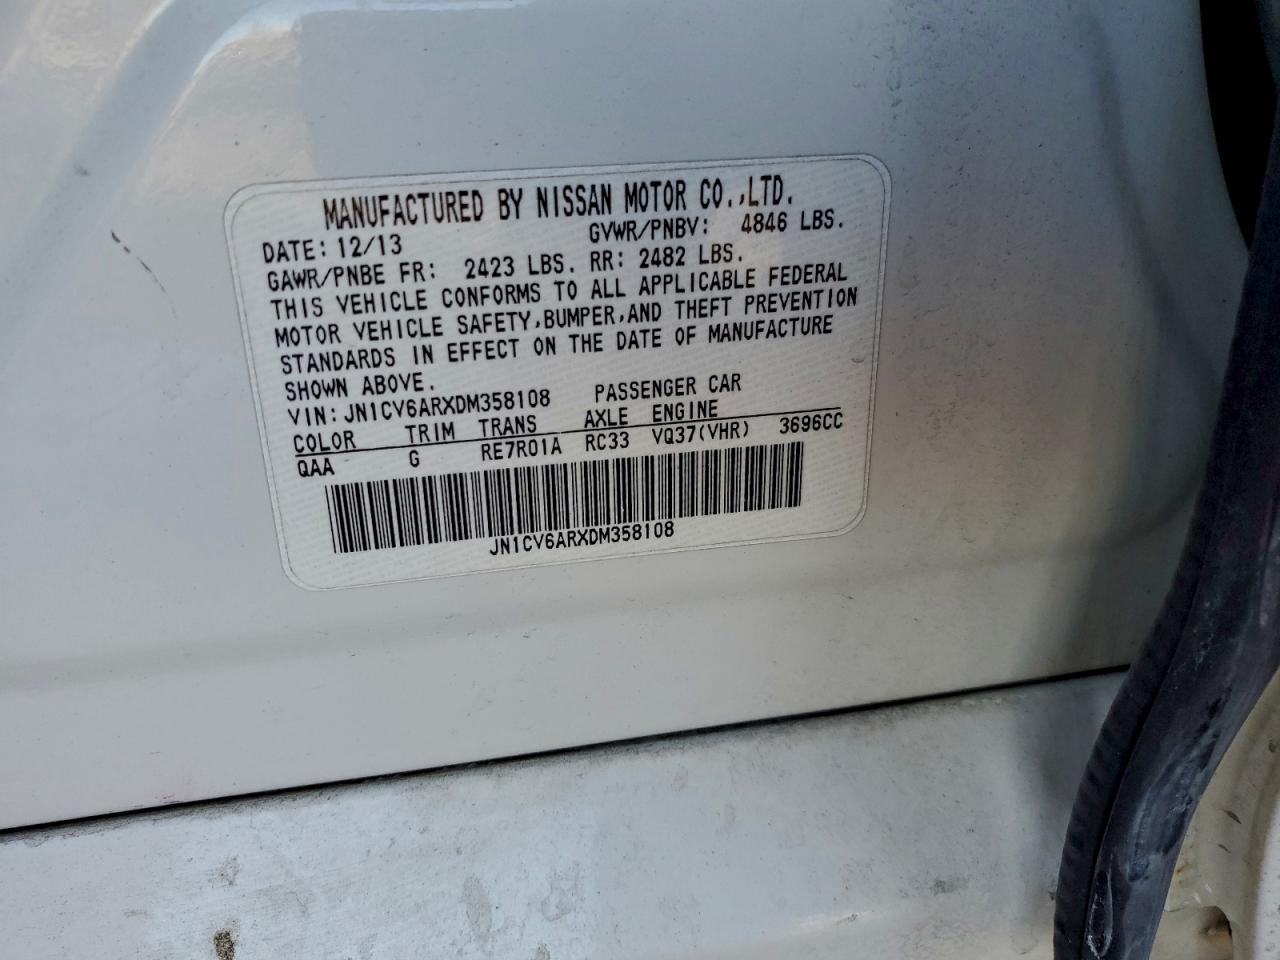 MANUFACTURED BY NISSAN MOTOR CO.,LTD.
DATE: 12/13 GVWR/PNBV: 4846 LBS.
GAWR/PNBE FR: 2423 LBS. RR: 2482 LBS.
THIS VEHICLE CONFORMS TO ALL APPLICABLE FEDERAL
MOTOR VEHICLE SAFETY,BUMPER,AND THEFT PREVENTION
STANDARDS IN EFFECT ON THE DATE OF MANUFACTURE
SHOWN ABOVE.
VIN: JN1CV6ARXDM358108 PASSENGER CAR
COLOR TRIM TRANS AXLE ENGINE
QAA G RE7R01A RC33 VQ37(VHR) 3696CC
JN1CV6ARXDM358108